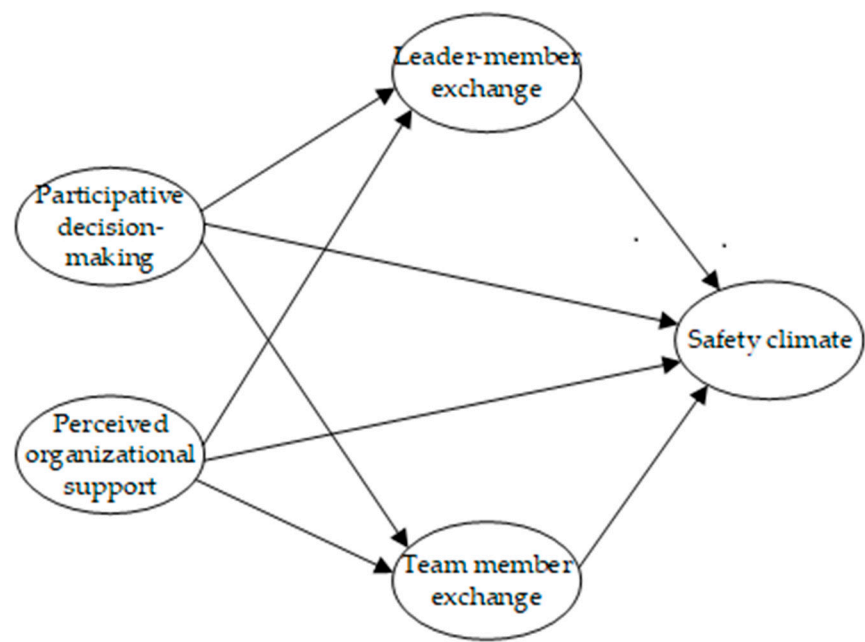 Leader-member
exchange
Participative
decision-
making
Safety climate
Perceived
organizational
support
Team member
exchange